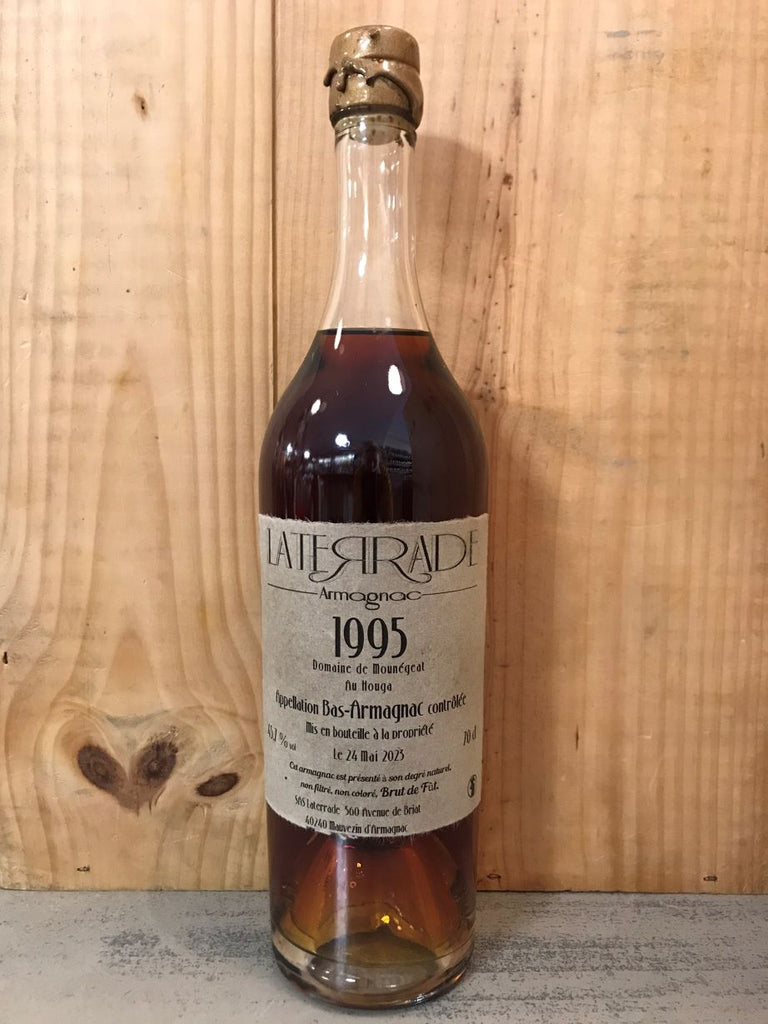 LATERRADE
Armagnac
1995
Domaine de Mounégeat
Au Houga
Appellation Bas-Armagnac contrôlée
Mis en bouteille à la propriété
% vol 70 cl
Le 24 Mai 2023
Cet armagnac est présenté à son degré naturel,
non filtré, non coloré, Brut de Fût.
SAS Laterrade 560 Avenue de Briat
40240 Mauvezin d'Armagnac